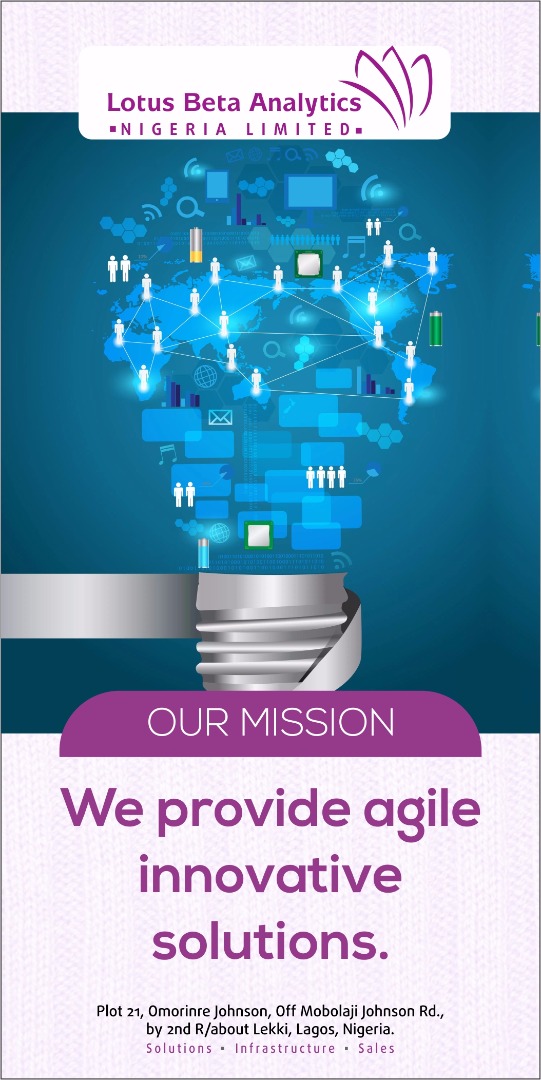 Lotus Beta Analytics
▪NIGERIA LIMITED▪
OUR MISSION
We provide agile
innovative
solutions.
Plot 21, Omorinre Johnson, Off Mobolaji Johnson Rd.,
by 2nd R/about Lekki, Lagos, Nigeria.
Solutions ▪ Infrastructure ▪ Sales